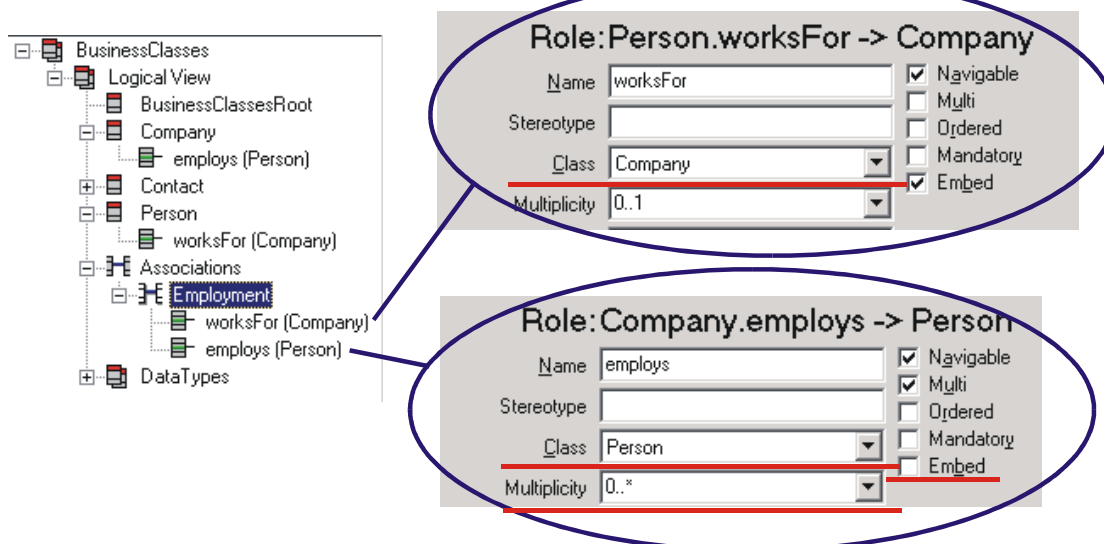 BusinessClasses
Logical View
BusinessClassesRoot
Company
employs (Person)
Contact
Person
worksFor (Company)
Associations
Employment
worksFor (Company)
employs (Person)
DataTypes
Role:Person.worksFor -> Company
Name worksFor
Stereotype
Class Company
Multiplicity 0..1
Navigable
Multi
Ordered
Mandatory
Embed
Role:Company.employs -> Person
Name employs
Stereotype
Class Person
Multiplicity 0..*
Navigable
Multi
Ordered
Mandatory
Embed